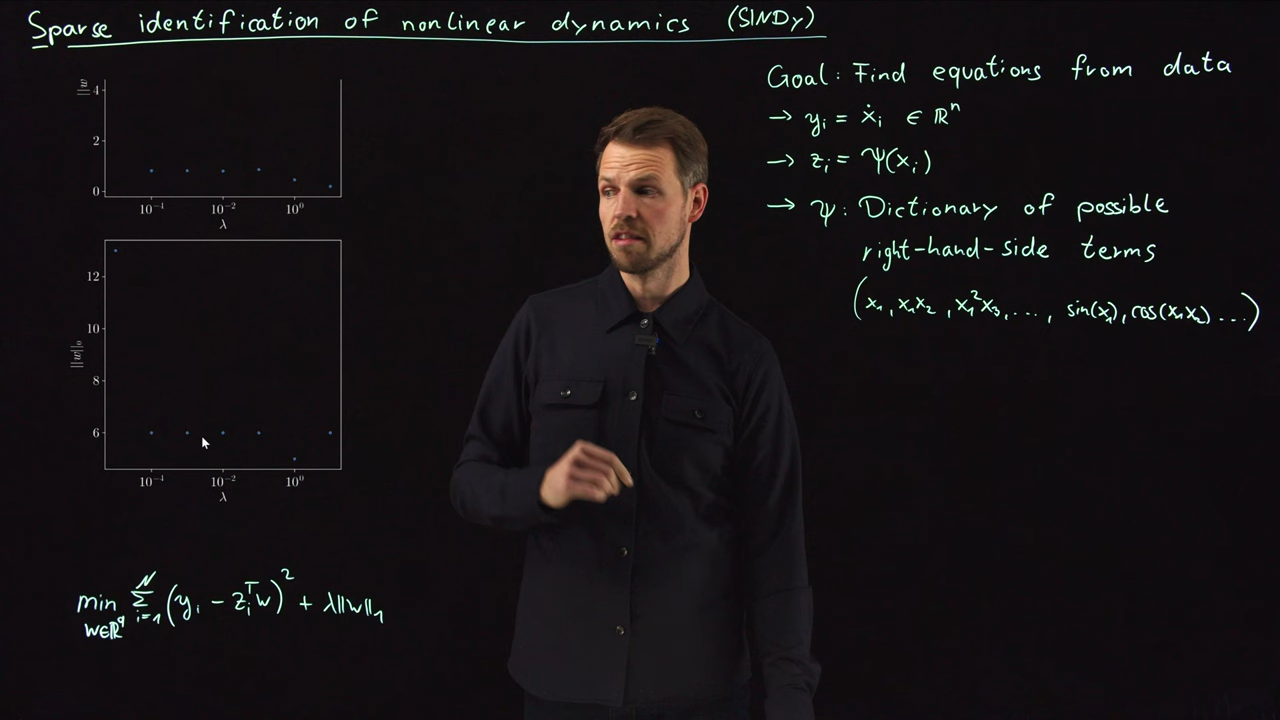 Sparse identification of nonlinear dynamics (SINDy)
Goal: Find equations from data
→ yᵢ = ẋᵢ ∈ ℝⁿ
→ zᵢ = Ψ(xᵢ)
→ Ψ: Dictionary of possible
right-hand-side terms
(x₁, x₁x₂, x₁²x₃, ..., sin(x₁), cos(x₁x₂) ...)
||w
4
2
0
10⁻¹ 10⁻² 10⁰
λ
||w||₀
12
10
8
6
10⁻¹ 10⁻² 10⁰
λ
min w∈ℝ^q Σ_{i=1}^N (yᵢ − zᵢᵀw)² + λ||w||₁